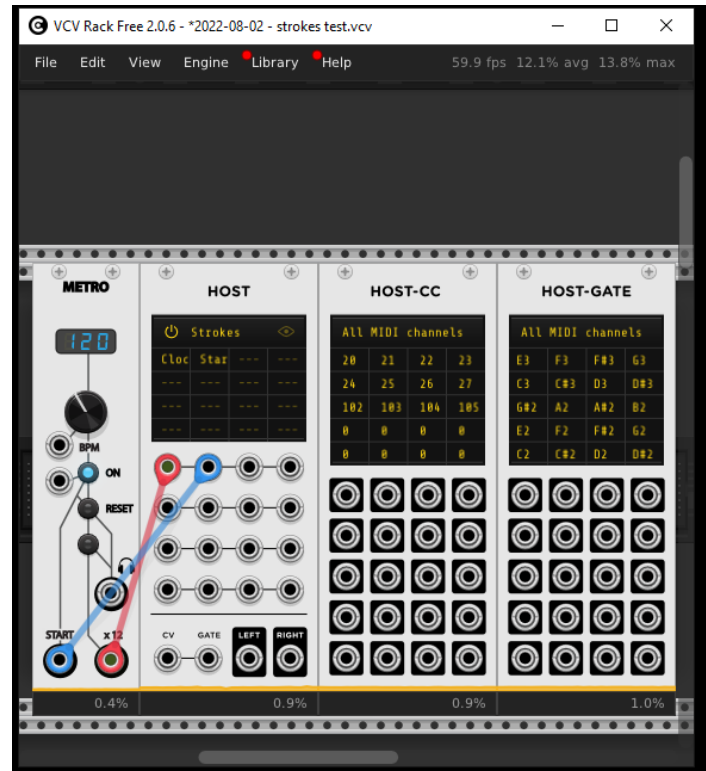 VCV Rack Free 2.0.6 - *2022-08-02 - strokes test.vcv
File Edit View Engine Library Help 59.9 fps 12.1% avg 13.8% max
METRO
120
BPM
ON
RESET
START x12
0.4%
HOST
Strokes
Cloc Star --- ---
--- --- --- ---
--- --- --- ---
--- --- --- ---
CV GATE LEFT RIGHT
0.9%
HOST-CC
All MIDI channels
20 21 22 23
24 25 26 27
102 103 104 105
0 0 0 0
0 0 0 0
0.9%
HOST-GATE
All MIDI channels
E3 F3 F#3 G3
C3 C#3 D3 D#3
G#2 A2 A#2 B2
E2 F2 F#2 G2
C2 C#2 D2 D#2
1.0%